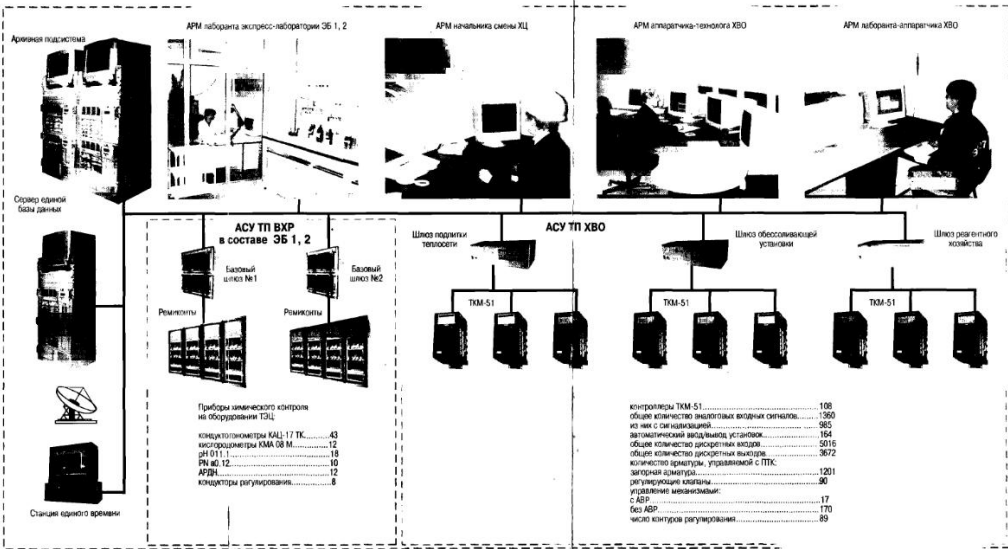 АРМ лаборанта экспресс-лаборатории ЭБ 1, 2
АРМ начальника смены ХЦ
АРМ аппаратчика-технолога ХВО
АРМ лаборанта-аппаратчика ХВО
Архивная подсистема
Сервер единой
базы данных
АСУ ТП ВХР
в составе ЭБ 1, 2
Базовый
шлюз №1
Базовый
шлюз №2
Ремиконты
Ремиконты
АСУ ТП ХВО
Шлюз подпитки
теплосети
Шлюз обессоливающей
установки
Шлюз реагентного
хозяйства
ТКМ-51
ТКМ-51
ТКМ-51
Станция единого времени
Приборы химического контроля
на оборудовании ТЭЦ:
кондуктотонометры КАЦ-17 ТК.......43
кислородомеры КМА 08 М.......12
pH 011.1.......18
PN в0.12.......10
АРДН.......12
кондукторы рагулирования.......8
контроллеры ТКМ-51.......108
общее количество аналоговых входных сигналов.......1360
из них с сигнализацией.......985
автоматический ввод/вывод установок.......164
общее количество дискретных входов.......5016
общее количество дискретных выходов.......3672
количество арматуры, управляемой с ПТК:
запорная арматура.......1201
регулирующие клапаны.......90
управление механизмами:
с АВР.......17
без АВР.......170
число контуров рагулирования.......89